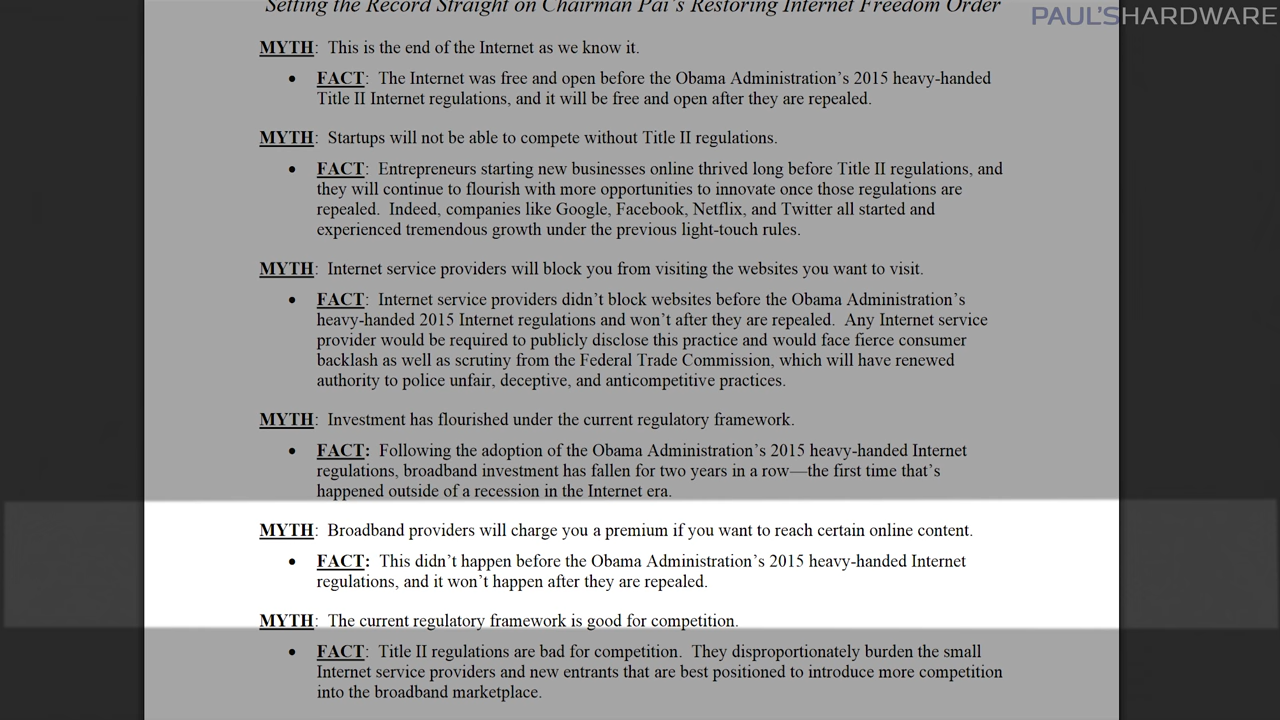 Setting the Record Straight on Chairman Pai's Restoring Internet Freedom Order
PAUL'SHARDWARE
MYTH: This is the end of the Internet as we know it.
• FACT: The Internet was free and open before the Obama Administration's 2015 heavy-handed
Title II Internet regulations, and it will be free and open after they are repealed.
MYTH: Startups will not be able to compete without Title II regulations.
• FACT: Entrepreneurs starting new businesses online thrived long before Title II regulations, and
they will continue to flourish with more opportunities to innovate once those regulations are
repealed. Indeed, companies like Google, Facebook, Netflix, and Twitter all started and
experienced tremendous growth under the previous light-touch rules.
MYTH: Internet service providers will block you from visiting the websites you want to visit.
• FACT: Internet service providers didn't block websites before the Obama Administration's
heavy-handed 2015 Internet regulations and won't after they are repealed. Any Internet service
provider would be required to publicly disclose this practice and would face fierce consumer
backlash as well as scrutiny from the Federal Trade Commission, which will have renewed
authority to police unfair, deceptive, and anticompetitive practices.
MYTH: Investment has flourished under the current regulatory framework.
• FACT: Following the adoption of the Obama Administration's 2015 heavy-handed Internet
regulations, broadband investment has fallen for two years in a row—the first time that's
happened outside of a recession in the Internet era.
MYTH: Broadband providers will charge you a premium if you want to reach certain online content.
• FACT: This didn't happen before the Obama Administration's 2015 heavy-handed Internet
regulations, and it won't happen after they are repealed.
MYTH: The current regulatory framework is good for competition.
• FACT: Title II regulations are bad for competition. They disproportionately burden the small
Internet service providers and new entrants that are best positioned to introduce more competition
into the broadband marketplace.